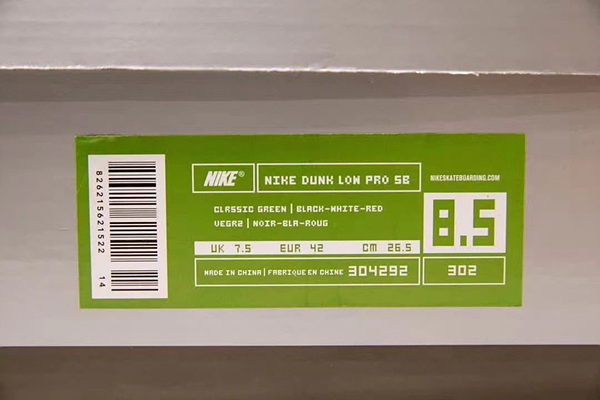 826215621522
14
NIKE®
NIKE DUNK LOW PRO SB
NIKESKATEBOARDING.COM
CLASSIC GREEN | BLACK-WHITE-RED
VEGR2 | NOIR-BLA-ROUG
8.5
UK 7.5 EUR 42 CM 26.5
MADE IN CHINA | FABRIQUE EN CHINE 304292
302